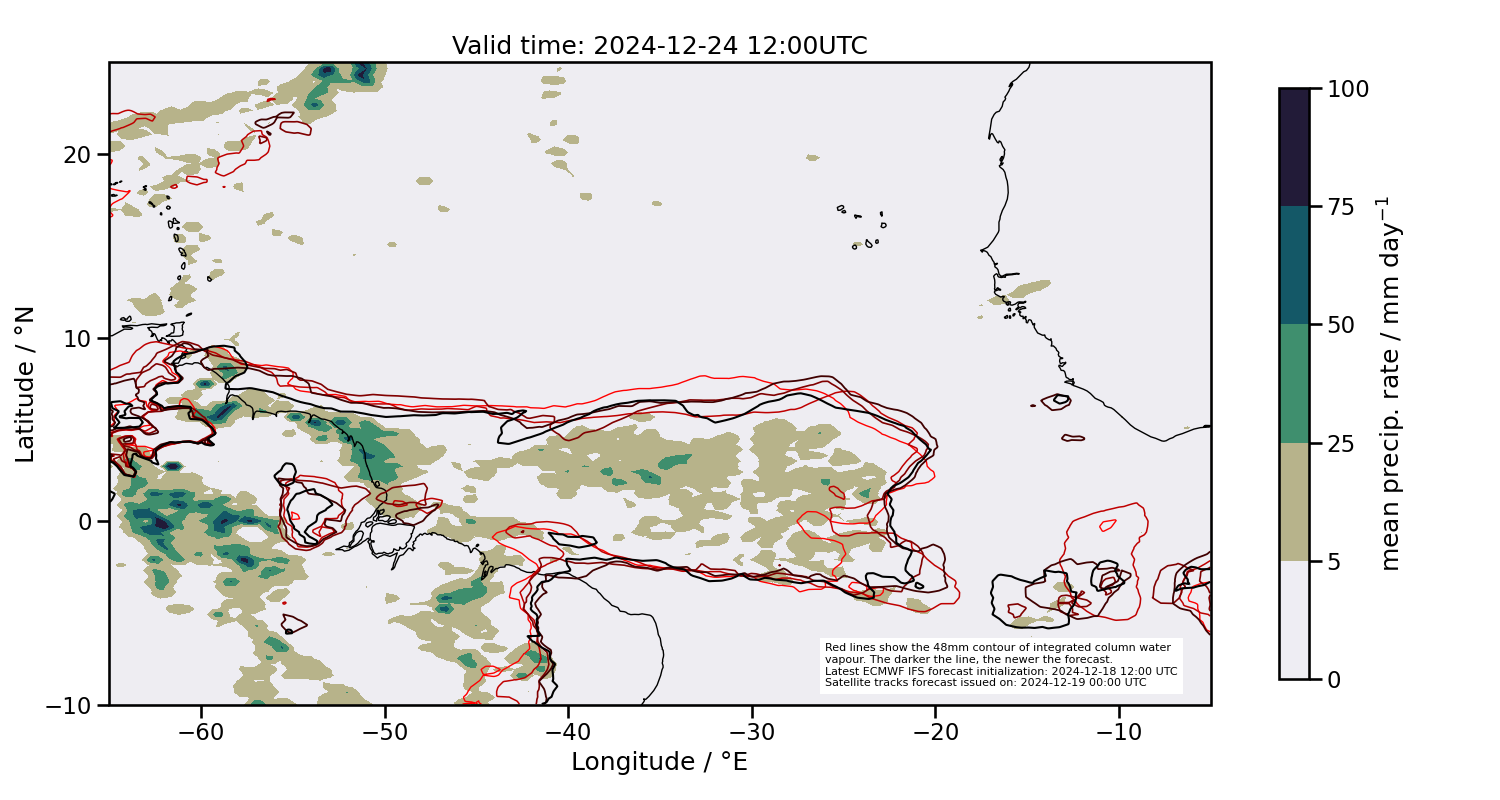 Valid time: 2024-12-24 12:00UTC
Latitude / °N
20
10
0
−10
−60
−50
−40
−30
−20
−10
Longitude / °E
Red lines show the 48mm contour of integrated column water
vapour. The darker the line, the newer the forecast.
Latest ECMWF IFS forecast initialization: 2024-12-18 12:00 UTC
Satellite tracks forecast issued on: 2024-12-19 00:00 UTC
100
75
50
25
5
0
mean precip. rate / mm day⁻¹